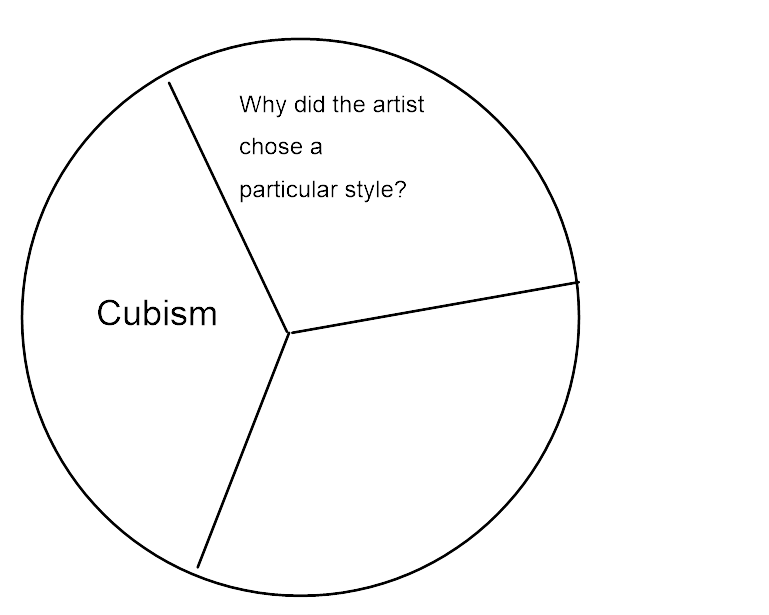 Why did the artist
chose a
particular style?
Cubism